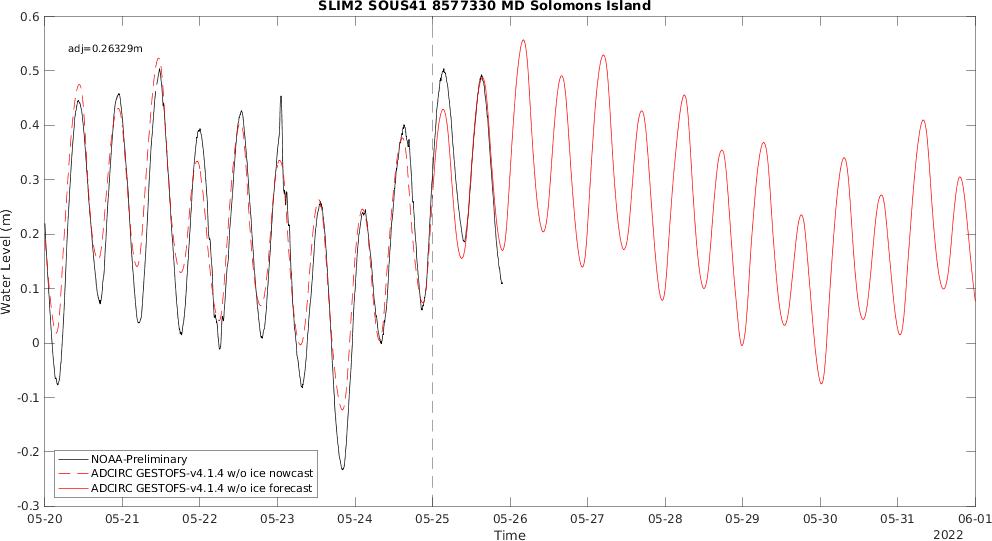 SLIM2 SOUS41 8577330 MD Solomons Island
adj=0.26329m
Water Level (m)
0.6
0.5
0.4
0.3
0.2
0.1
0
-0.1
-0.2
-0.3
NOAA-Preliminary
ADCIRC GESTOFS-v4.1.4 w/o ice nowcast
ADCIRC GESTOFS-v4.1.4 w/o ice forecast
05-20 05-21 05-22 05-23 05-24 05-25 05-26 05-27 05-28 05-29 05-30 05-31 06-01
Time
2022